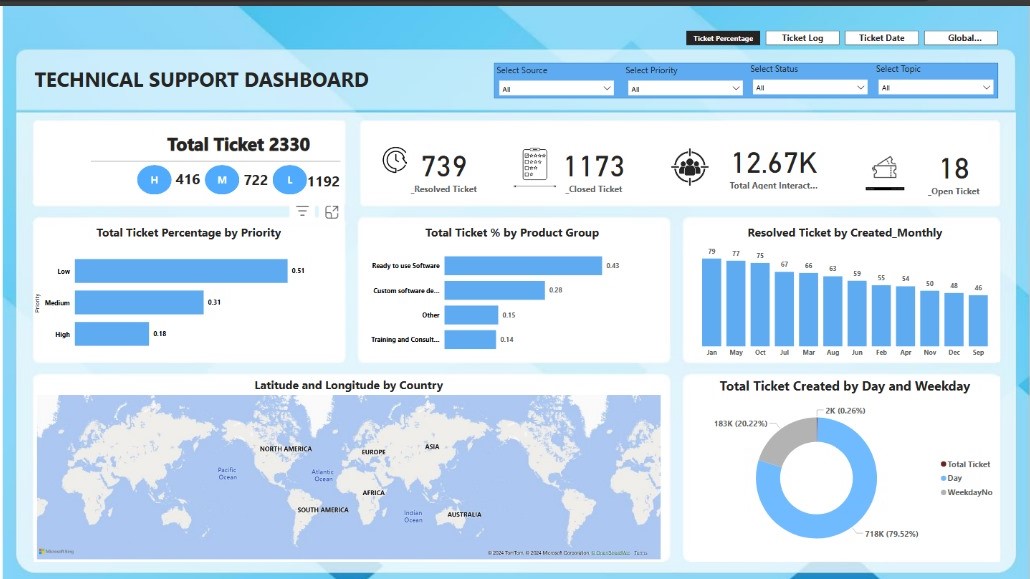 Ticket Percentage
Ticket Log
Ticket Date
Global...
TECHNICAL SUPPORT DASHBOARD
Select Source
Select Priority
Select Status
Select Topic
All
All
All
All
Total Ticket 2330
H 416 M 722 L 1192
739
_Resolved Ticket
1173
_Closed Ticket
12.67K
Total Agent Interact...
18
_Open Ticket
Total Ticket Percentage by Priority
Priority
Low 0.51
Medium 0.31
High 0.18
Total Ticket % by Product Group
Ready to use Software 0.43
Custom software de... 0.28
Other 0.15
Training and Consult... 0.14
Resolved Ticket by Created_Monthly
79 77 75 67 66 63 59 55 54 50 48 46
Jan May Oct Jul Mar Aug Jun Feb Apr Nov Dec Sep
Latitude and Longitude by Country
NORTH AMERICA
EUROPE
ASIA
Pacific
Ocean
Atlantic
Ocean
AFRICA
SOUTH AMERICA
Indian
Ocean
AUSTRALIA
Microsoft Bing
© 2024 TomTom, © 2024 Microsoft Corporation, © OpenStreetMap Terms
Total Ticket Created by Day and Weekday
2K (0.26%)
183K (20.22%)
718K (79.52%)
Total Ticket
Day
WeekdayNo